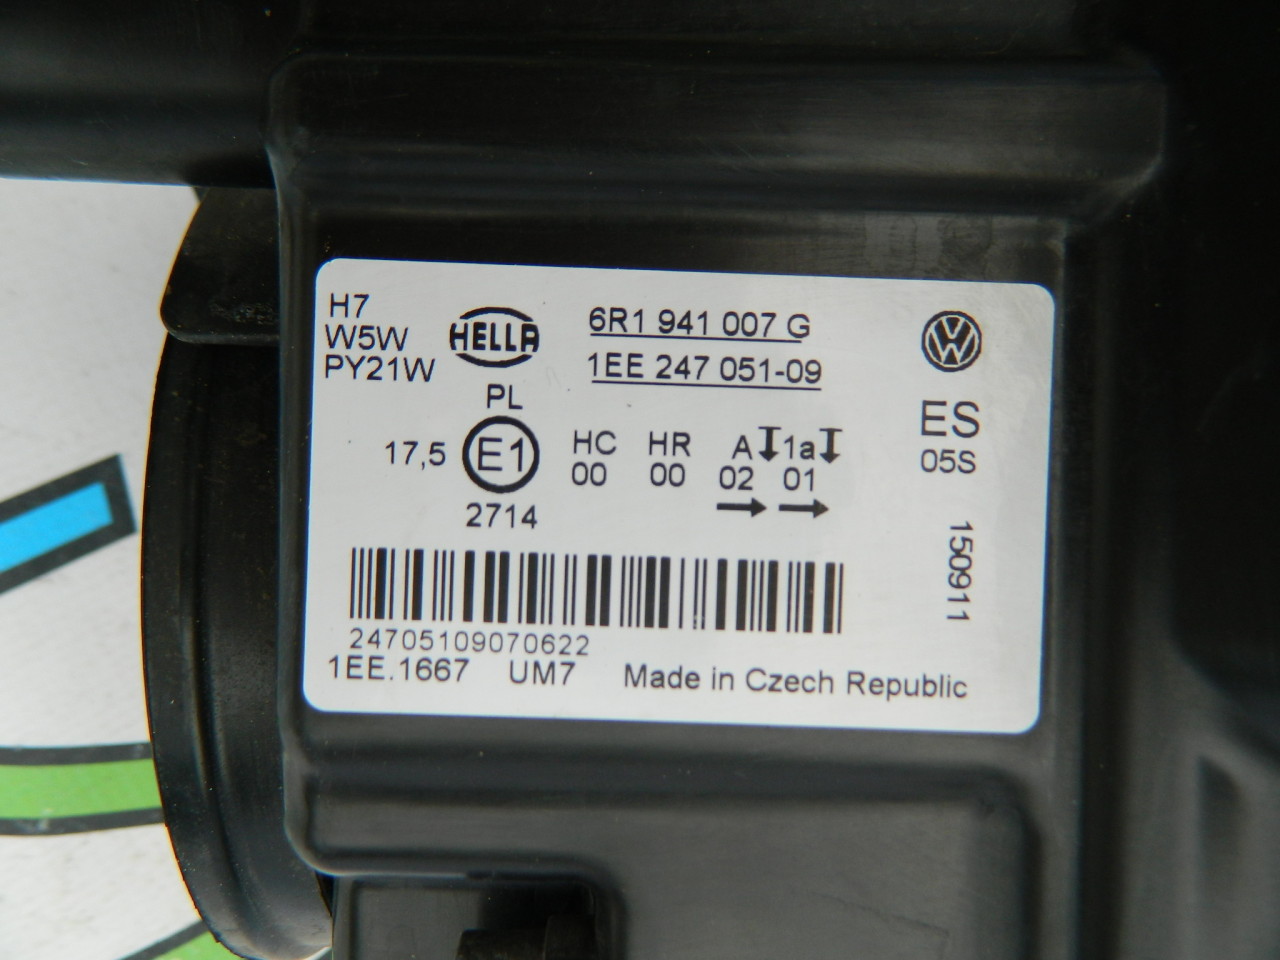 H7
W5W
PY21W
HELLA
6R1 941 007 G
1EE 247 051-09
PL
17,5 E1
2714
HC HR A 1a
00 00 02 01
ES
05S
150911
24705109070622
1EE.1667 UM7 Made in Czech Republic